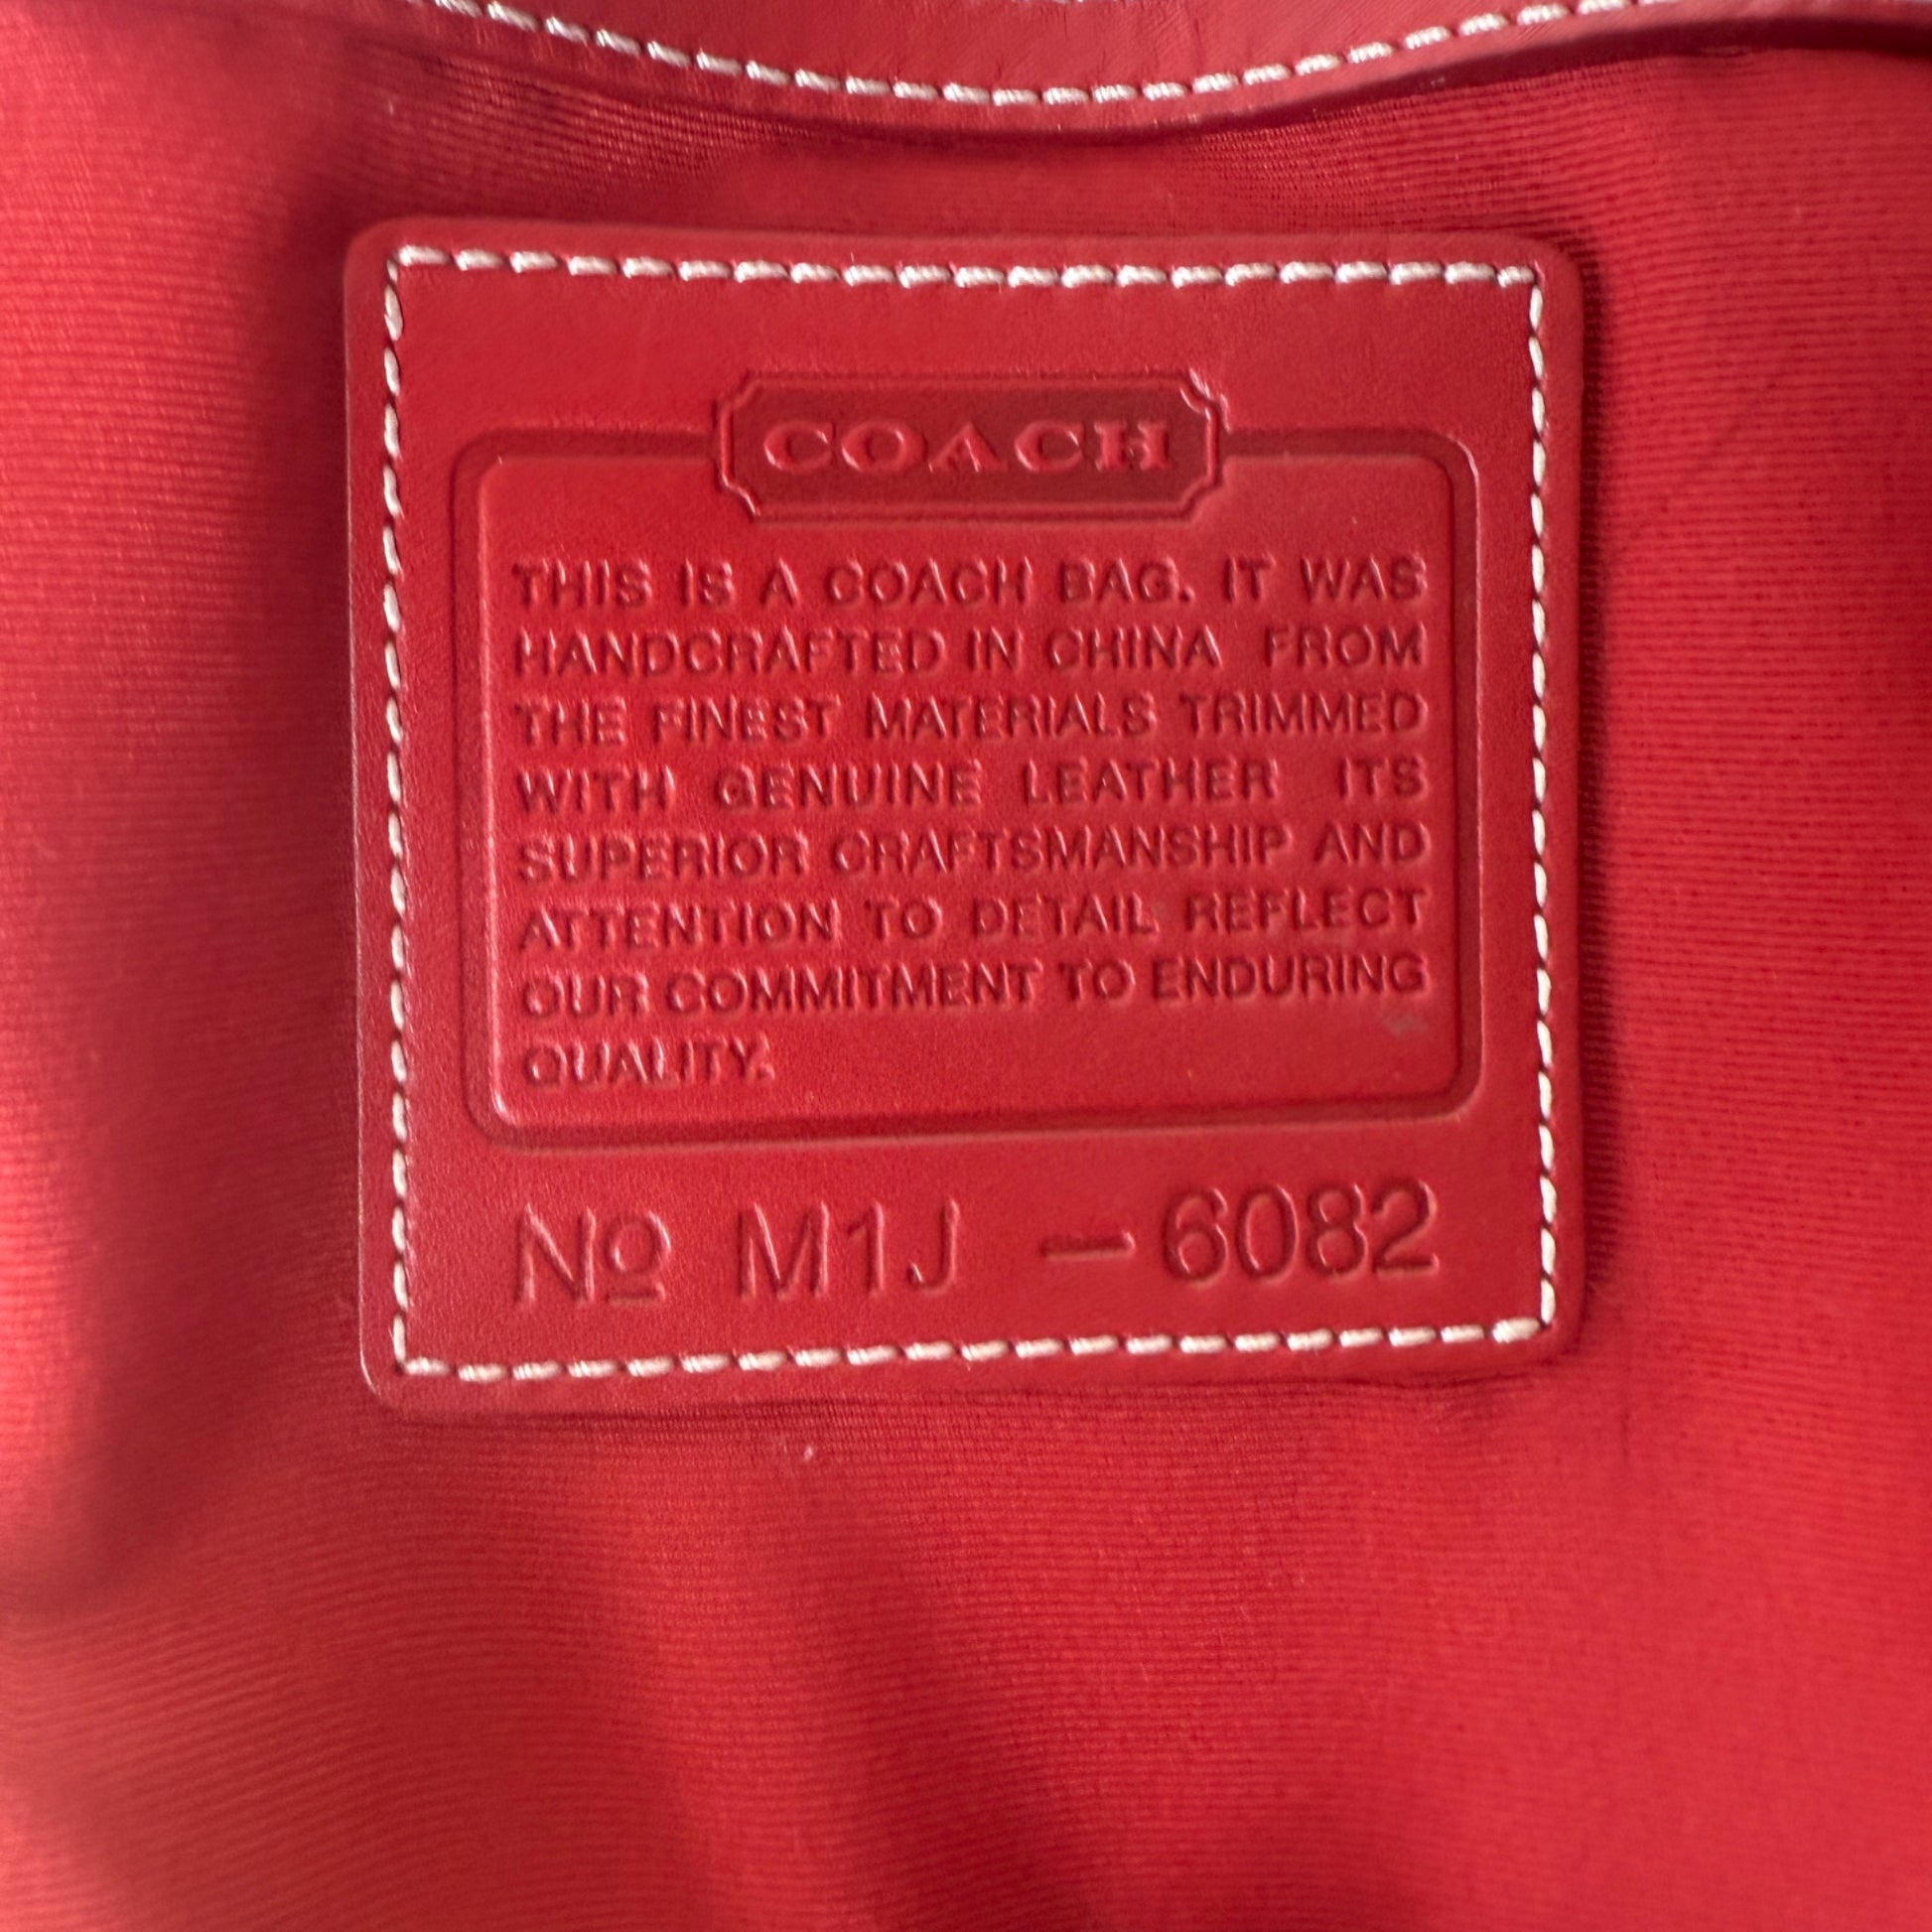 COACH
THIS IS A COACH BAG. IT WAS
HANDCRAFTED IN CHINA FROM
THE FINEST MATERIALS TRIMMED
WITH GENUINE LEATHER ITS
SUPERIOR CRAFTSMANSHIP AND
ATTENTION TO DETAIL REFLECT
OUR COMMITMENT TO ENDURING
QUALITY.
Nº M1J - 6082